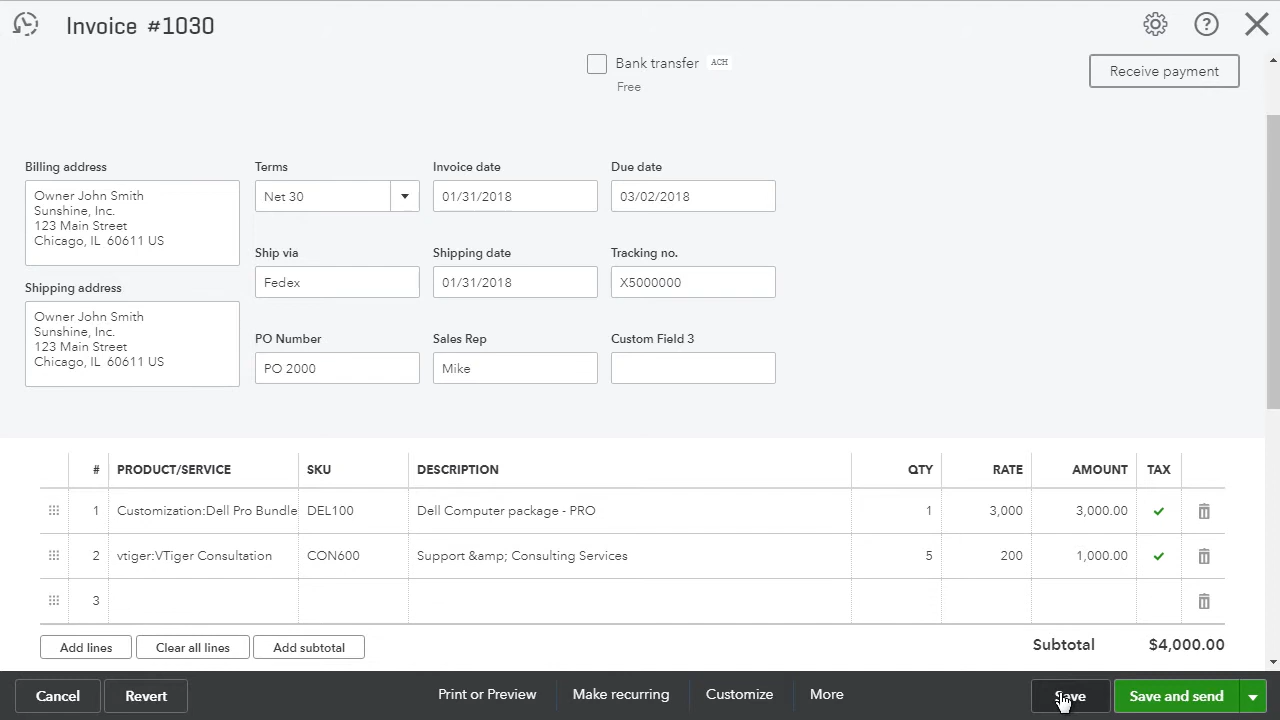 Invoice #1030
Bank transfer ACH
Free
Receive payment
Billing address
Owner John Smith
Sunshine, Inc.
123 Main Street
Chicago, IL 60611 US
Terms
Net 30
Invoice date
01/31/2018
Due date
03/02/2018
Ship via
Fedex
Shipping date
01/31/2018
Tracking no.
X5000000
Shipping address
Owner John Smith
Sunshine, Inc.
123 Main Street
Chicago, IL 60611 US
PO Number
PO 2000
Sales Rep
Mike
Custom Field 3
# PRODUCT/SERVICE SKU DESCRIPTION QTY RATE AMOUNT TAX
1 Customization:Dell Pro Bundle DEL100 Dell Computer package - PRO 1 3,000 3,000.00
2 vtiger:VTiger Consultation CON600 Support &amp; Consulting Services 5 200 1,000.00
3
Add lines Clear all lines Add subtotal Subtotal $4,000.00
Cancel Revert Print or Preview Make recurring Customize More Save Save and send